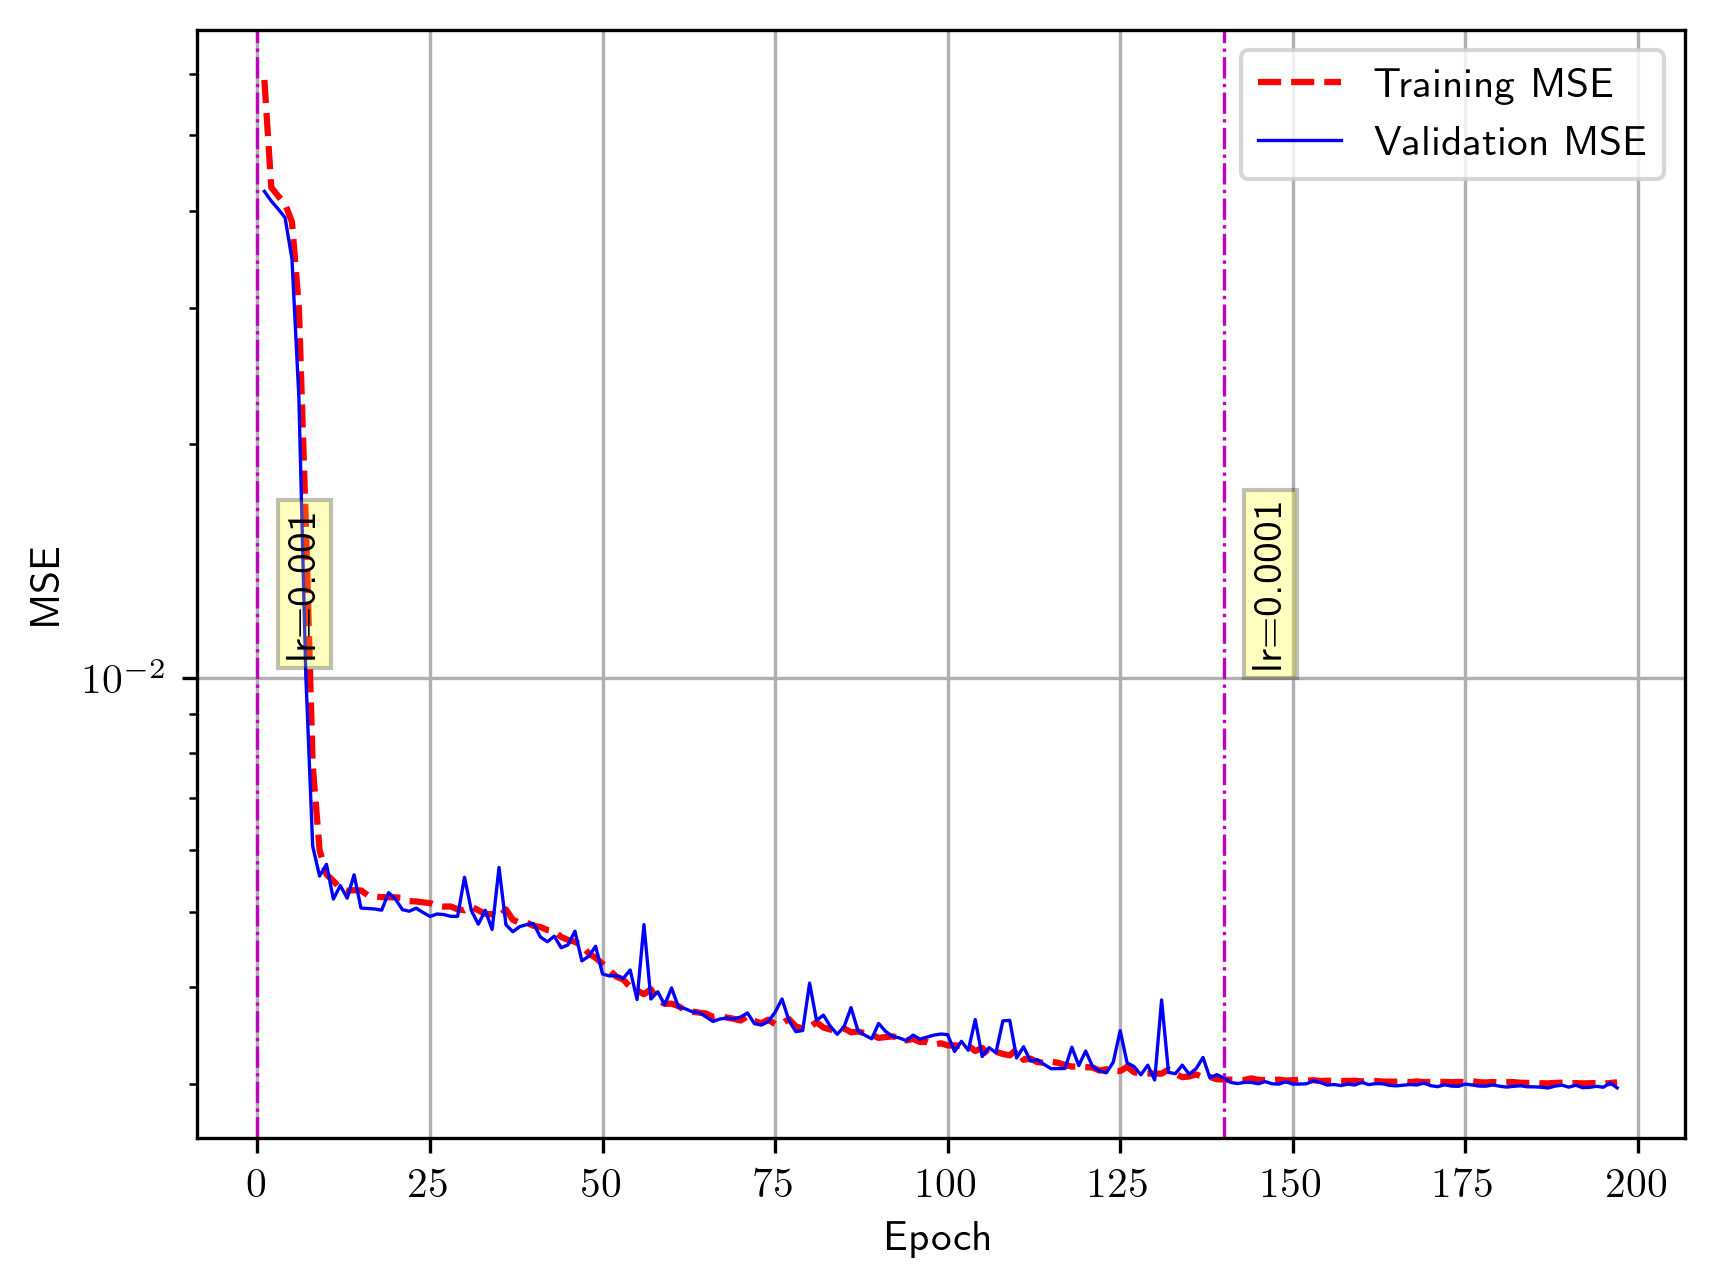 Training MSE
Validation MSE
lr=0.001
lr=0.0001
MSE
10⁻²
0 25 50 75 100 125 150 175 200
Epoch